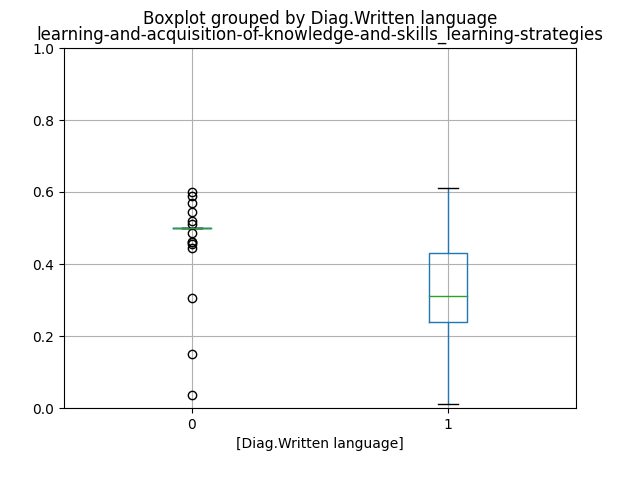 Boxplot grouped by Diag.Written language
learning-and-acquisition-of-knowledge-and-skills_learning-strategies
1.0
0.8
0.6
0.4
0.2
0.0
0 1
[Diag.Written language]